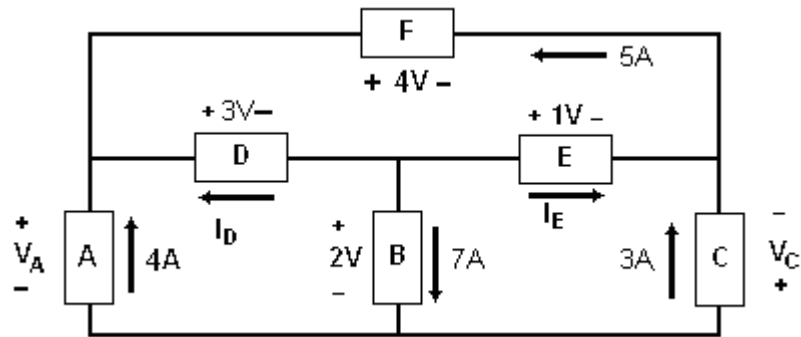 F
5A
+ 4V –
+ 3V–
+ 1V –
D
E
I_D
I_E
+
V_A
–
A
4A
+
2V
–
B
7A
3A
C
–
V_C
+